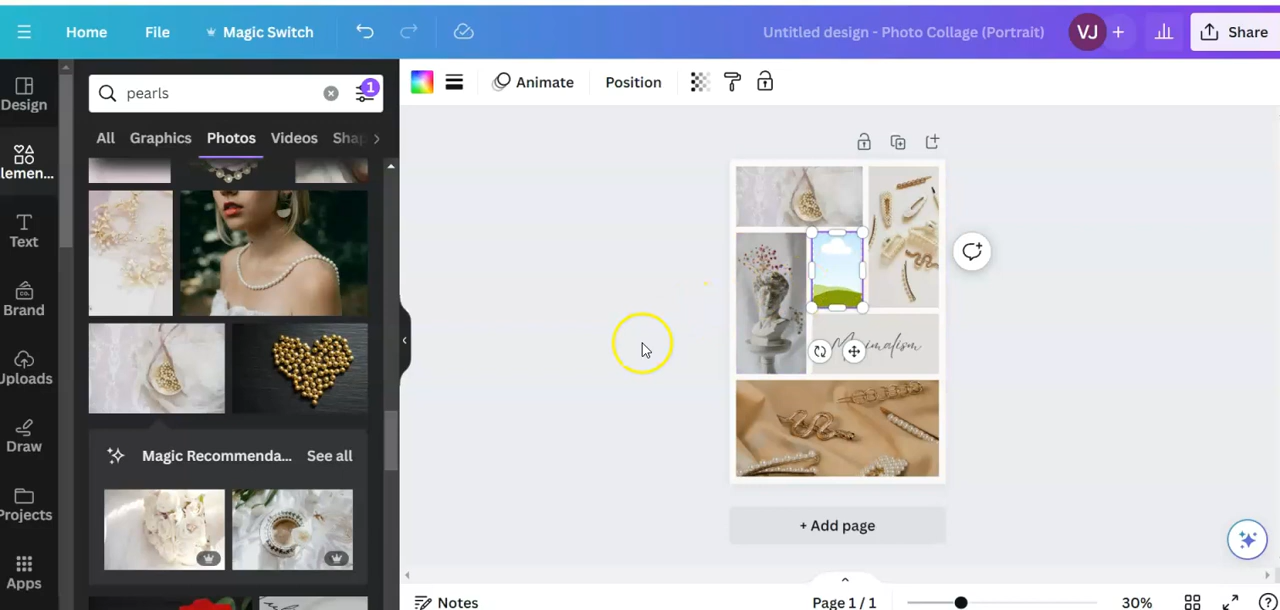 Home File Magic Switch Untitled design - Photo Collage (Portrait) VJ + Share
Design
pearls 1
Animate Position
All Graphics Photos Videos Shap
Elemen...
Text
Brand
Uploads
Draw
Projects
Apps
Minimalism
Magic Recommenda... See all
+ Add page
Notes Page 1 / 1 30%